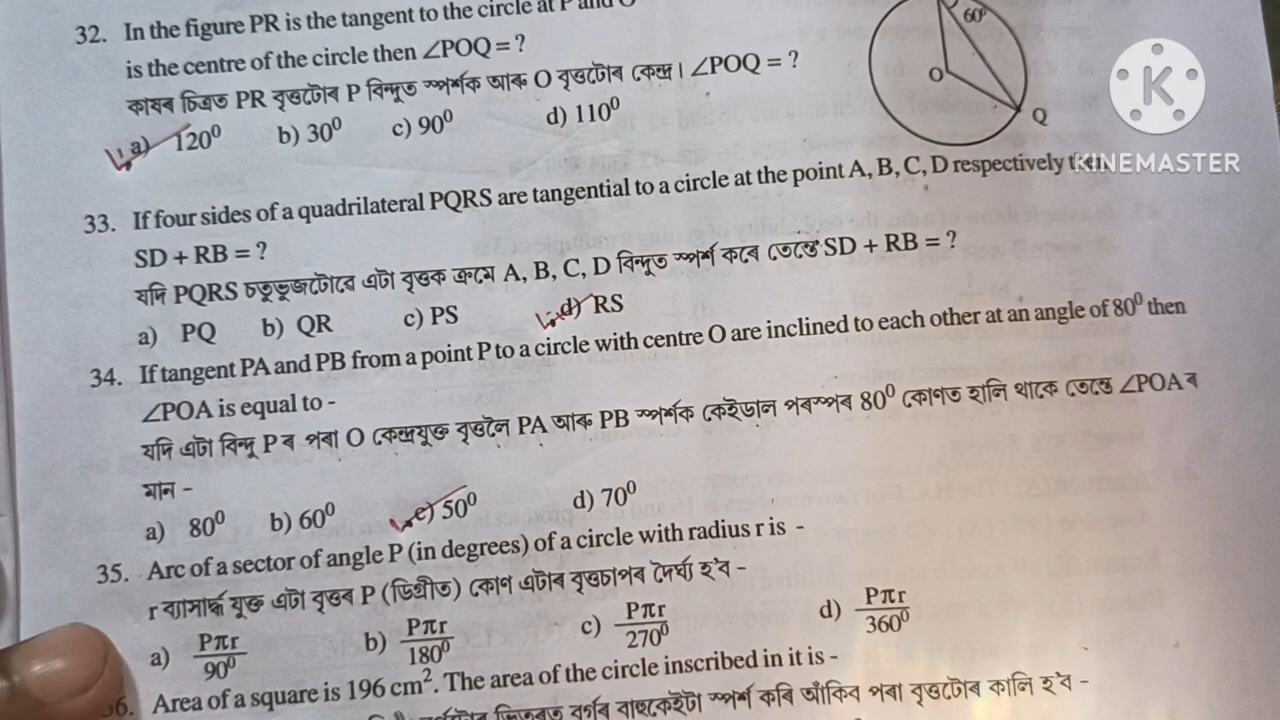 32. In the figure PR is the tangent to the circle at P and O
is the centre of the circle then ∠POQ = ?
কাষৰ চিত্ৰত PR বৃত্তটোৰ P বিন্দুত স্পৰ্শক আৰু O বৃত্তটোৰ কেন্দ্ৰ। ∠POQ = ?
a) 120⁰ b) 30⁰ c) 90⁰ d) 110⁰
60⁰
O
Q
K
KINEMASTER
33. If four sides of a quadrilateral PQRS are tangential to a circle at the point A, B, C, D respectively then
SD + RB = ?
যদি PQRS চতুৰ্ভুজটোৱে এটা বৃত্তক ক্ৰমে A, B, C, D বিন্দুত স্পৰ্শ কৰে তেন্তে SD + RB = ?
a) PQ b) QR c) PS d) RS
34. If tangent PA and PB from a point P to a circle with centre O are inclined to each other at an angle of 80⁰ then
∠POA is equal to -
যদি এটা বিন্দু P ৰ পৰা O কেন্দ্ৰযুক্ত বৃত্তলৈ PA আৰু PB স্পৰ্শক কেইডাল পৰস্পৰ 80⁰ কোণত হালি থাকে তেন্তে ∠POA ৰ
মান -
a) 80⁰ b) 60⁰ c) 50⁰ d) 70⁰
35. Arc of a sector of angle P (in degrees) of a circle with radius r is -
r ব্যাসাৰ্দ্ধ যুক্ত এটা বৃত্তৰ P (ডিগ্ৰীত) কোণ এটাৰ বৃত্তচাপৰ দৈৰ্ঘ্য হ'ব -
a) Pπr/90⁰ b) Pπr/180⁰ c) Pπr/270⁰ d) Pπr/360⁰
36. Area of a square is 196 cm². The area of the circle inscribed in it is -
বৰ্গৰ বাহুকেইটা স্পৰ্শ কৰি আঁকিব পৰা বৃত্তটোৰ কালি হ'ব -